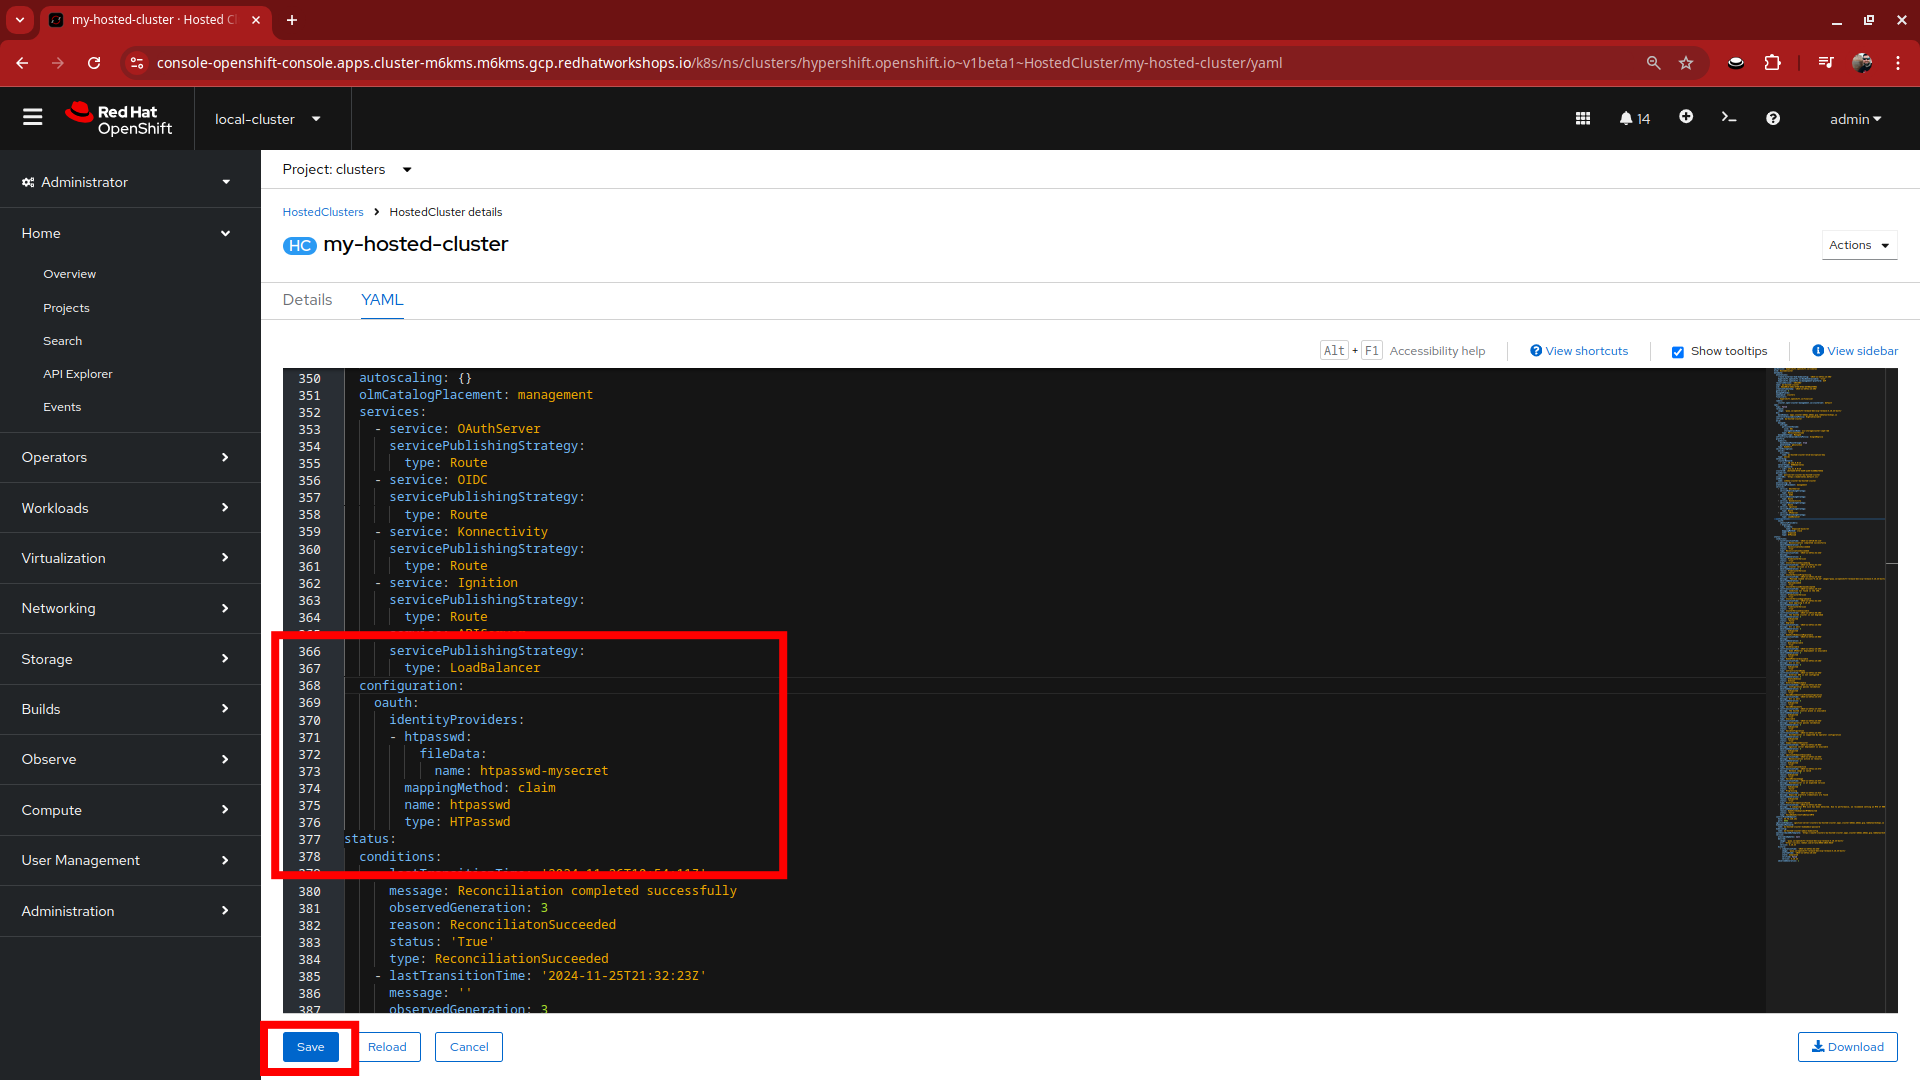 my-hosted-cluster · Hosted Cl
console-openshift-console.apps.cluster-m6kms.m6kms.gcp.redhatworkshops.io/k8s/ns/clusters/hypershift.openshift.io~v1beta1~HostedCluster/my-hosted-cluster/yaml
Red Hat
OpenShift
local-cluster
14
admin
Administrator
Home
Overview
Projects
Search
API Explorer
Events
Operators
Workloads
Virtualization
Networking
Storage
Builds
Observe
Compute
User Management
Administration
Project: clusters
HostedClusters > HostedCluster details
HC my-hosted-cluster
Actions
Details YAML
Alt + F1 Accessibility help View shortcuts Show tooltips View sidebar
350 autoscaling: {}
351 olmCatalogPlacement: management
352 services:
353 - service: OAuthServer
354 servicePublishingStrategy:
355 type: Route
356 - service: OIDC
357 servicePublishingStrategy:
358 type: Route
359 - service: Konnectivity
360 servicePublishingStrategy:
361 type: Route
362 - service: Ignition
363 servicePublishingStrategy:
364 type: Route
365 - service: APIServer
366 servicePublishingStrategy:
367 type: LoadBalancer
368 configuration:
369 oauth:
370 identityProviders:
371 - htpasswd:
372 fileData:
373 name: htpasswd-mysecret
374 mappingMethod: claim
375 name: htpasswd
376 type: HTPasswd
377 status:
378 conditions:
379 - lastTransitionTime:
380 message: Reconciliation completed successfully
381 observedGeneration: 3
382 reason: ReconciliatonSucceeded
383 status: 'True'
384 type: ReconciliationSucceeded
385 - lastTransitionTime: '2024-11-25T21:32:23Z'
386 message: ''
387 observedGeneration: 3
Save Reload Cancel Download